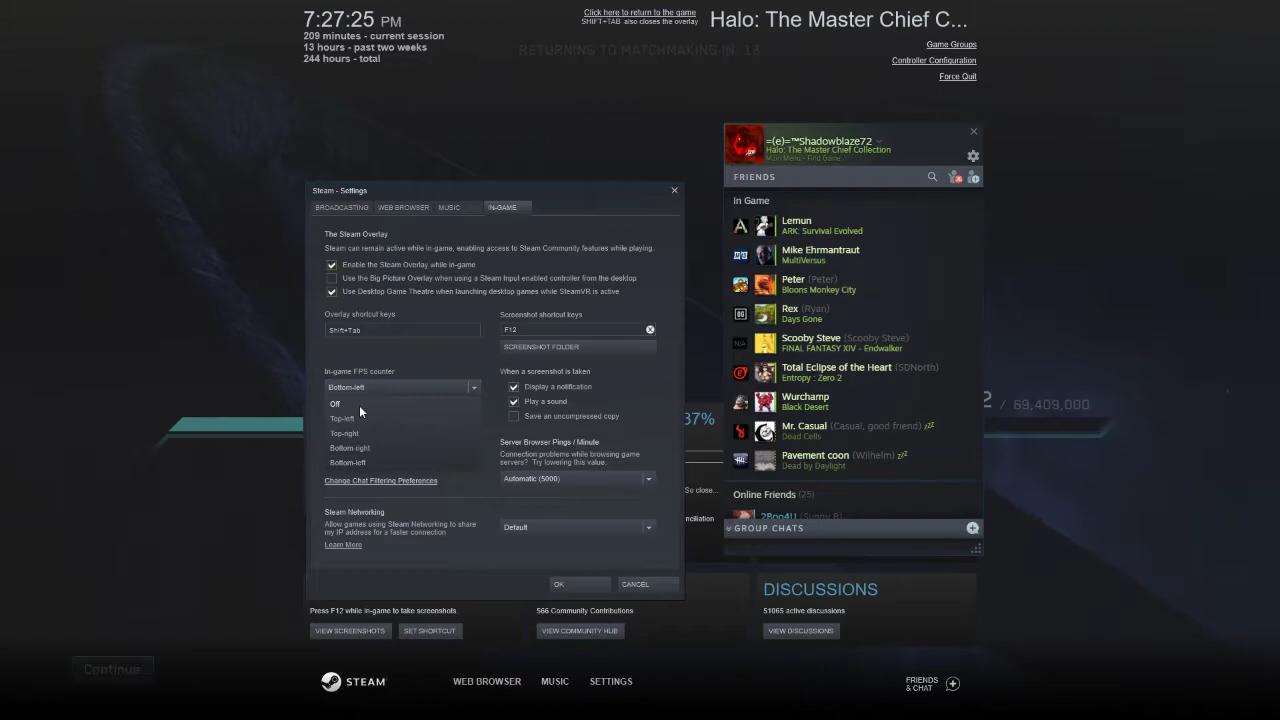 7:27:25 PM
209 minutes - current session
13 hours - past two weeks
244 hours - total
Click here to return to the game
SHIFT+TAB also closes the overlay
RETURNING TO MATCHMAKING IN: 13
Halo: The Master Chief C...
Game Groups
Controller Configuration
Force Quit
=(e)=™Shadowblaze72
Halo: The Master Chief Collection
Main Menu - Find Game
FRIENDS
In Game
Lemun
ARK: Survival Evolved
Mike Ehrmantraut
MultiVersus
Peter (Peter)
Bloons Monkey City
Rex (Ryan)
Days Gone
N/A
Scooby Steve (Scooby Steve)
FINAL FANTASY XIV - Endwalker
Total Eclipse of the Heart (SDNorth)
Entropy : Zero 2
Wurchamp
Black Desert
Mr. Casual (Casual, good friend) zzz
Dead Cells
Pavement coon (Wilhelm) zzz
Dead by Daylight
Online Friends (25)
2Boo4U (Sunny B)
GROUP CHATS
Steam - Settings
BROADCASTING WEB BROWSER MUSIC IN-GAME
The Steam Overlay
Steam can remain active while in-game, enabling access to Steam Community features while playing.
Enable the Steam Overlay while in-game
Use the Big Picture Overlay when using a Steam Input enabled controller from the desktop
Use Desktop Game Theatre when launching desktop games while SteamVR is active
Overlay shortcut keys
Shift+Tab
Screenshot shortcut keys
F12
SCREENSHOT FOLDER
In-game FPS counter
Bottom-left
Off
Top-left
Top-right
Bottom-right
Bottom-left
When a screenshot is taken
Display a notification
Play a sound
Save an uncompressed copy
Server Browser Pings / Minute
Connection problems while browsing game
servers? Try lowering this value.
Automatic (5000)
Change Chat Filtering Preferences
Steam Networking
Allow games using Steam Networking to share
my IP address for a faster connection
Learn More
Default
OK CANCEL
37%
2 / 69,409,000
So close...
nciliation
Press F12 while in-game to take screenshots
VIEW SCREENSHOTS SET SHORTCUT
566 Community Contributions
VIEW COMMUNITY HUB
DISCUSSIONS
51065 active discussions
VIEW DISCUSSIONS
Continue
STEAM WEB BROWSER MUSIC SETTINGS
FRIENDS
& CHAT